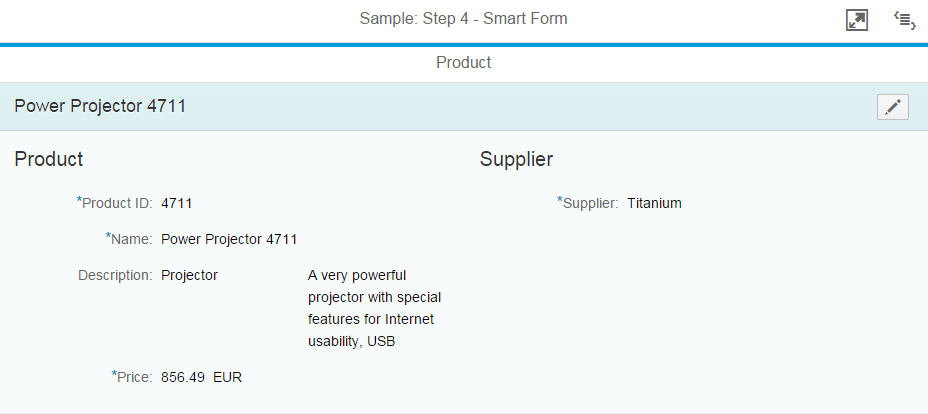 Sample: Step 4 - Smart Form
Product
Power Projector 4711
Product
*Product ID: 4711
*Name: Power Projector 4711
Description: Projector
A very powerful
projector with special
features for Internet
usability, USB
*Price: 856.49 EUR
Supplier
*Supplier: Titanium